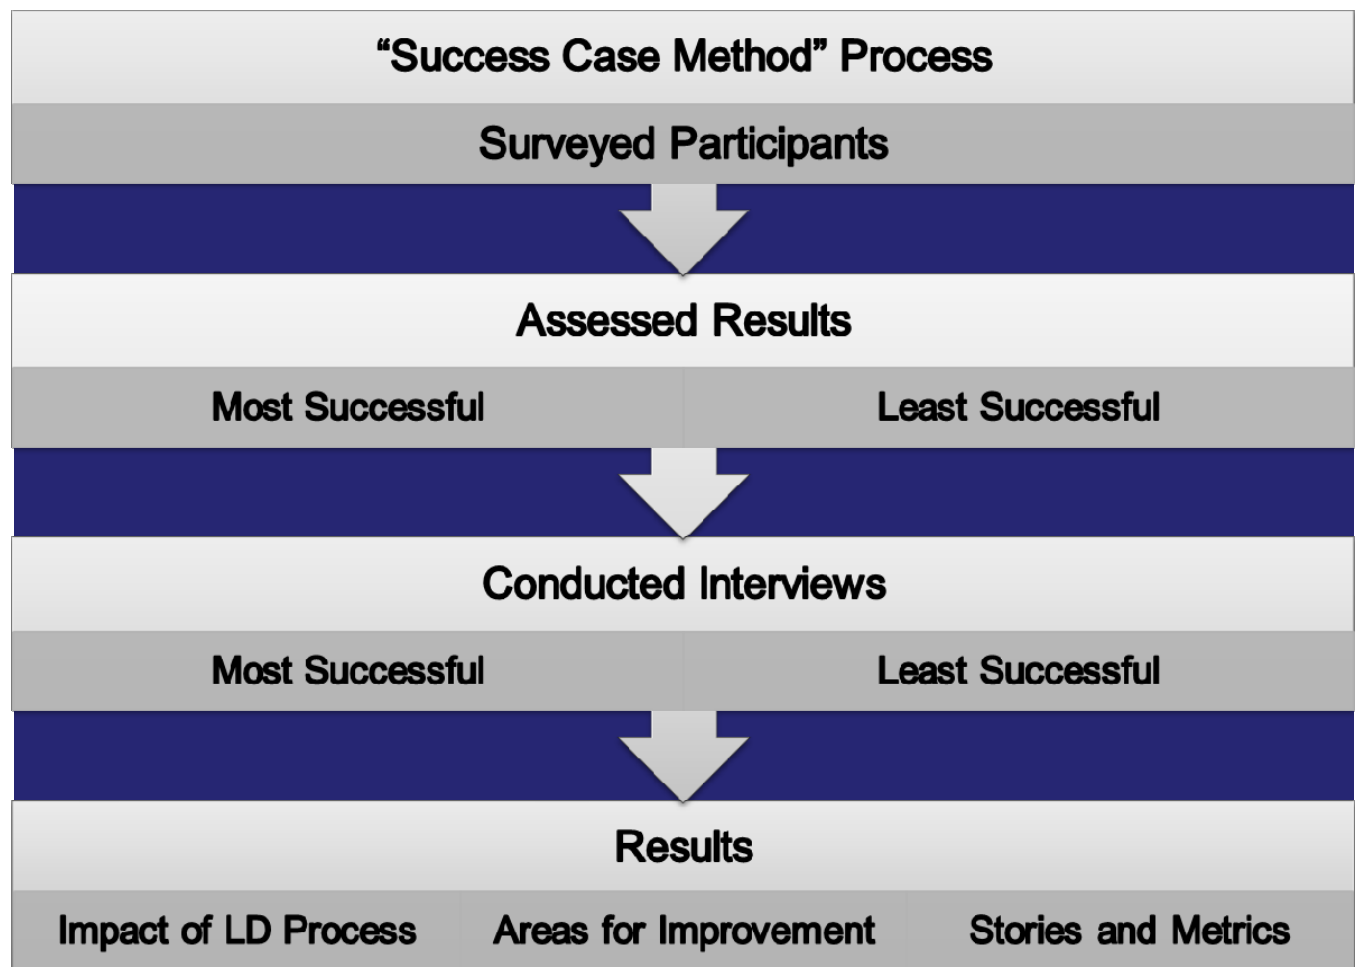 “Success Case Method” Process
Surveyed Participants
Assessed Results
Most Successful
Least Successful
Conducted Interviews
Most Successful
Least Successful
Results
Impact of LD Process
Areas for Improvement
Stories and Metrics